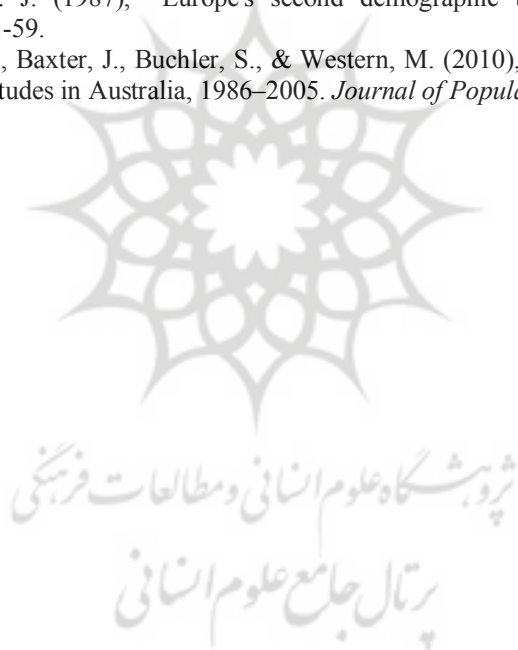 . J. (1987), "Europe's second demographic
-59.
., Baxter, J., Buchler, S., & Western, M. (2010),
tudes in Australia, 1986–2005. Journal of Popula
پژوهشگاه علوم انسانی و مطالعات فرهنگی
پرتال جامع علوم انسانی